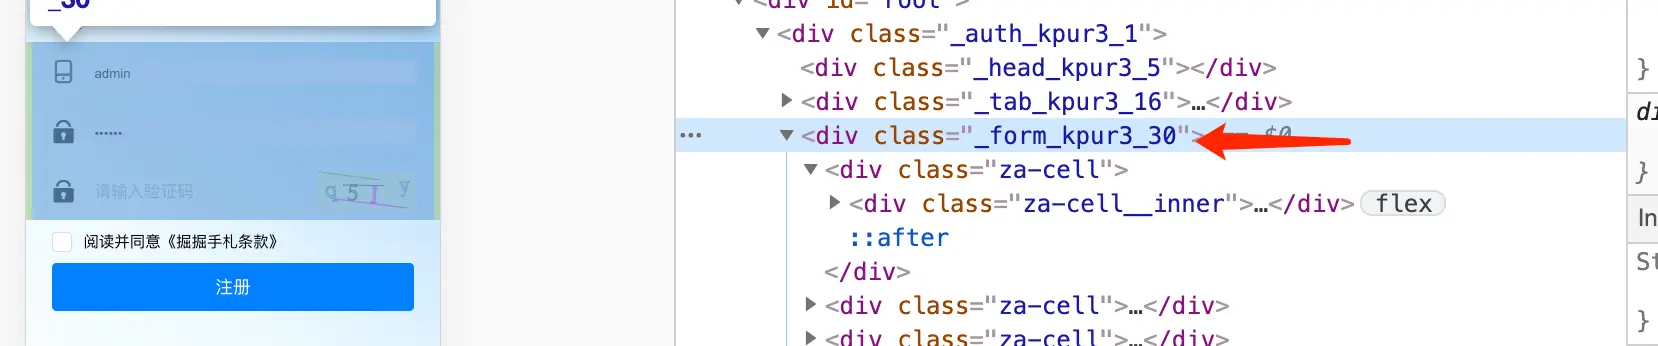 _30
admin
••••••
请输入验证码
q 5 I y
阅读并同意《掘掘手札条款》
注册
<div class="_auth_kpur3_1">
<div class="_head_kpur3_5"></div>
<div class="_tab_kpur3_16">…</div>
<div class="_form_kpur3_30"> == $0
<div class="za-cell">
<div class="za-cell__inner">…</div> flex
::after
</div>
<div class="za-cell">…</div>
<div class="za-cell">…</div>
}
di
}
In
St
}